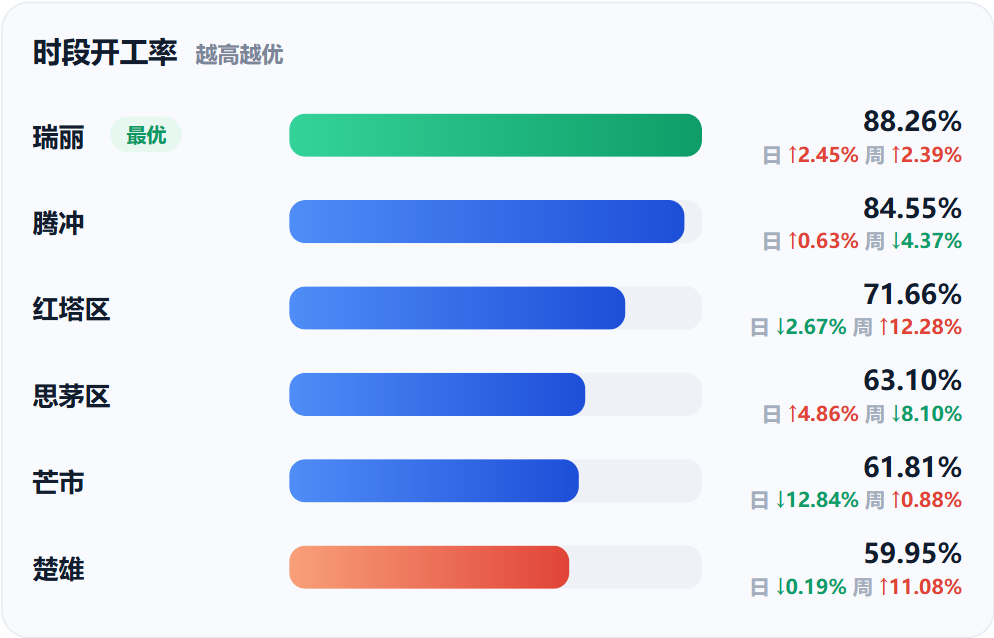 时段开工率 越高越优
瑞丽 最优 88.26%
日 ↑2.45% 周 ↑2.39%
腾冲 84.55%
日 ↑0.63% 周 ↓4.37%
红塔区 71.66%
日 ↓2.67% 周 ↑12.28%
思茅区 63.10%
日 ↑4.86% 周 ↓8.10%
芒市 61.81%
日 ↓12.84% 周 ↑0.88%
楚雄 59.95%
日 ↓0.19% 周 ↑11.08%